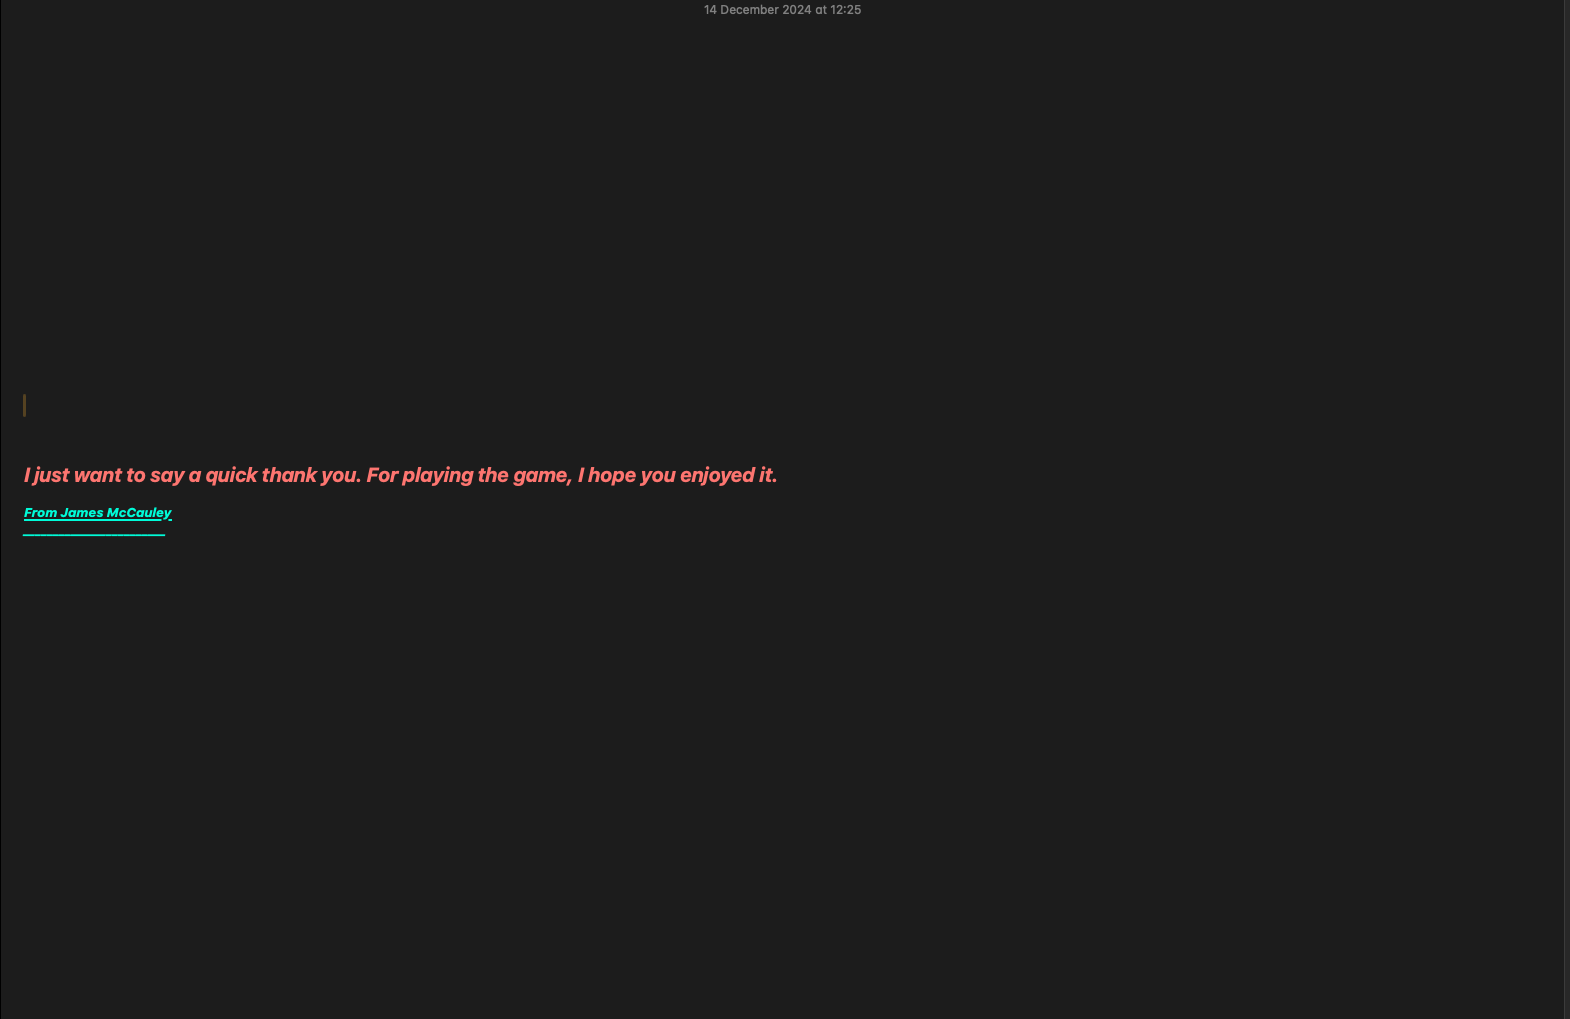 14 December 2024 at 12:25
I just want to say a quick thank you. For playing the game, I hope you enjoyed it.
From James McCauley